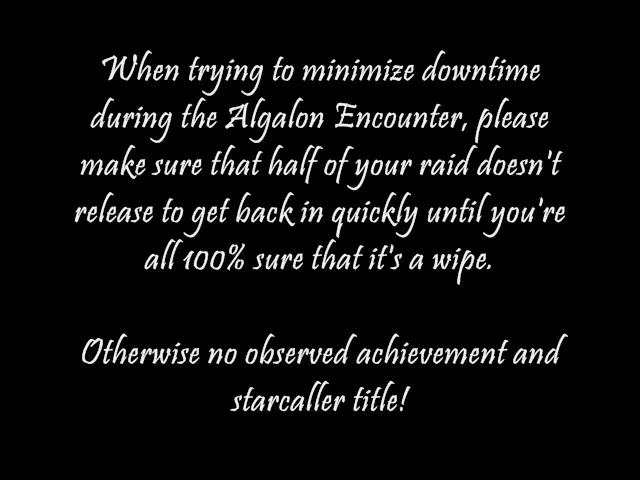 When trying to minimize downtime
during the Algalon Encounter, please
make sure that half of your raid doesn't
release to get back in quickly until you're
all 100% sure that it's a wipe.
Otherwise no observed achievement and
starcaller title!